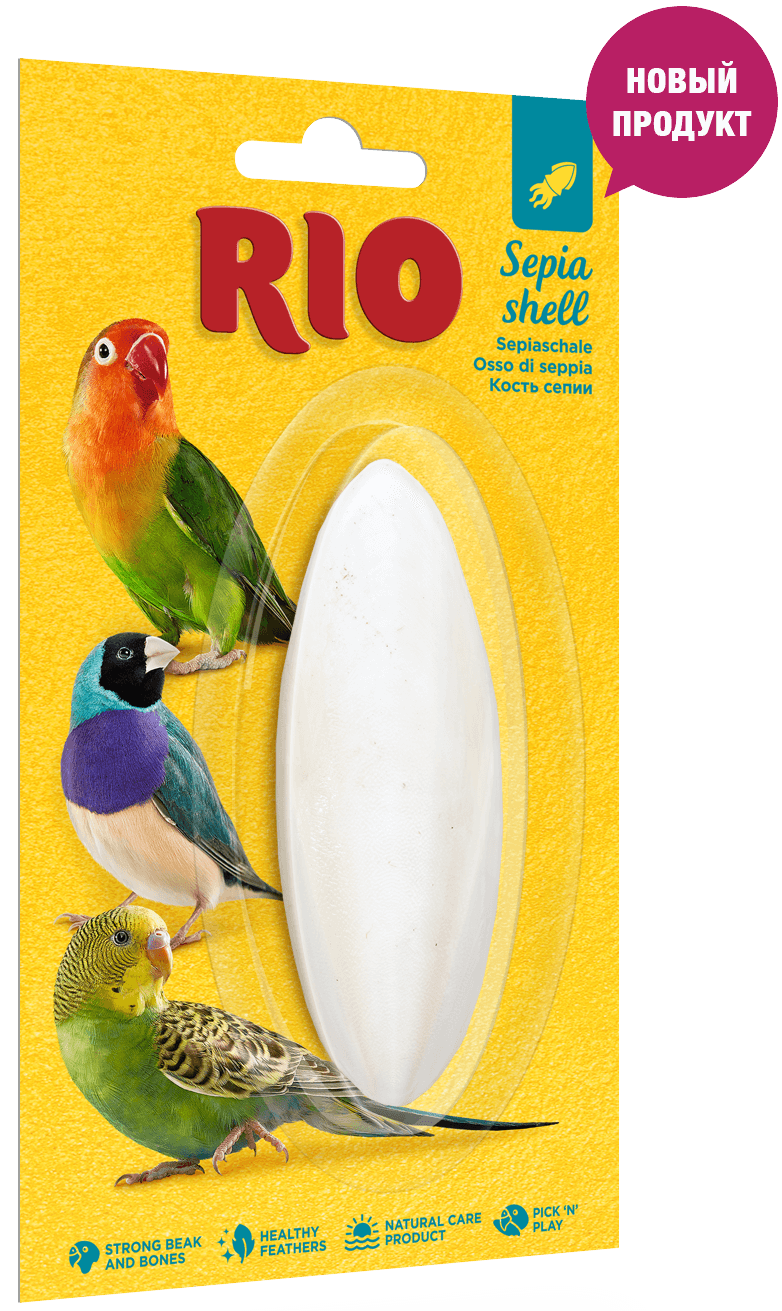 НОВЫЙ
ПРОДУКТ
RIO
Sepia
shell
Sepiaschale
Osso di seppia
Кость сепии
STRONG BEAK
AND BONES
HEALTHY
FEATHERS
NATURAL CARE
PRODUCT
PICK 'N'
PLAY